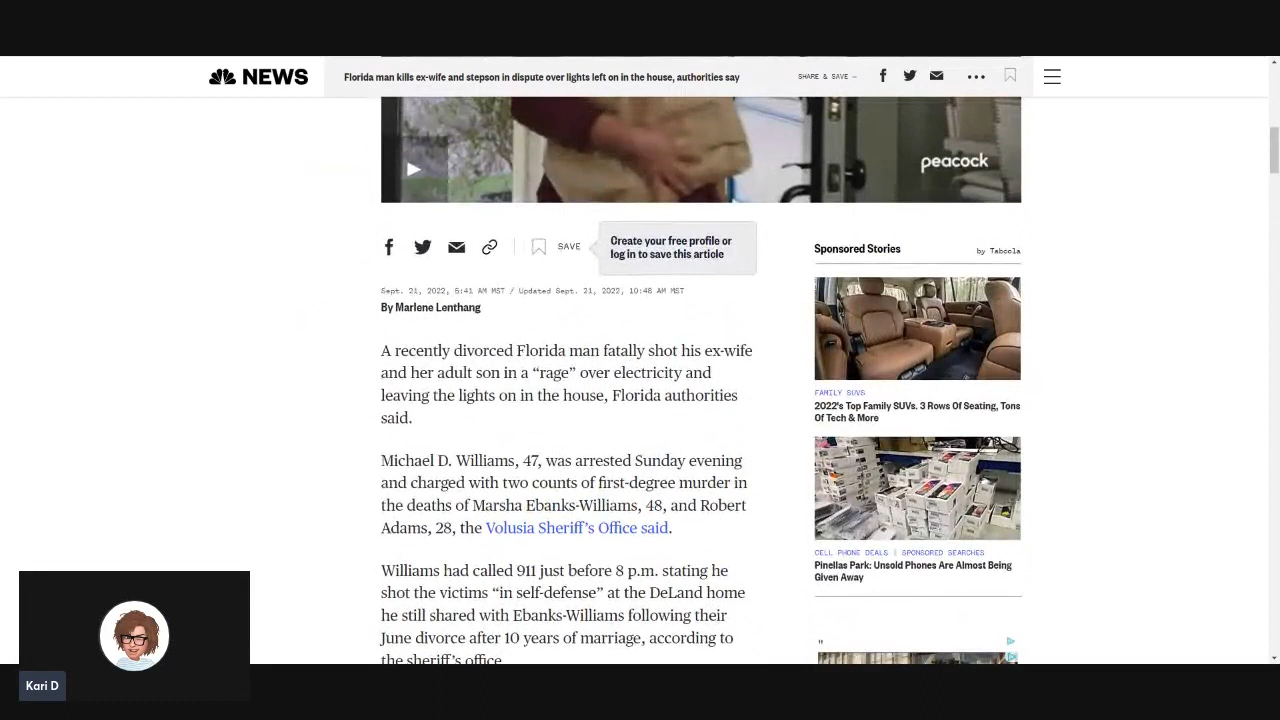 NEWS
Florida man kills ex-wife and stepson in dispute over lights left on in the house, authorities say
SHARE & SAVE —
peacock
SAVE
Create your free profile or
log in to save this article
Sept. 21, 2022, 5:41 AM MST / Updated Sept. 21, 2022, 10:46 AM MST
By Marlene Lenthang
A recently divorced Florida man fatally shot his ex-wife
and her adult son in a “rage” over electricity and
leaving the lights on in the house, Florida authorities
said.
Michael D. Williams, 47, was arrested Sunday evening
and charged with two counts of first-degree murder in
the deaths of Marsha Ebanks-Williams, 48, and Robert
Adams, 28, the Volusia Sheriff’s Office said.
Williams had called 911 just before 8 p.m. stating he
shot the victims “in self-defense” at the DeLand home
he still shared with Ebanks-Williams following their
June divorce after 10 years of marriage, according to
the sheriff’s office
Sponsored Stories
by Taboola
FAMILY SUVS
2022's Top Family SUVs. 3 Rows Of Seating, Tons
Of Tech & More
CELL PHONE DEALS | SPONSORED SEARCHES
Pinellas Park: Unsold Phones Are Almost Being
Given Away
Kari D